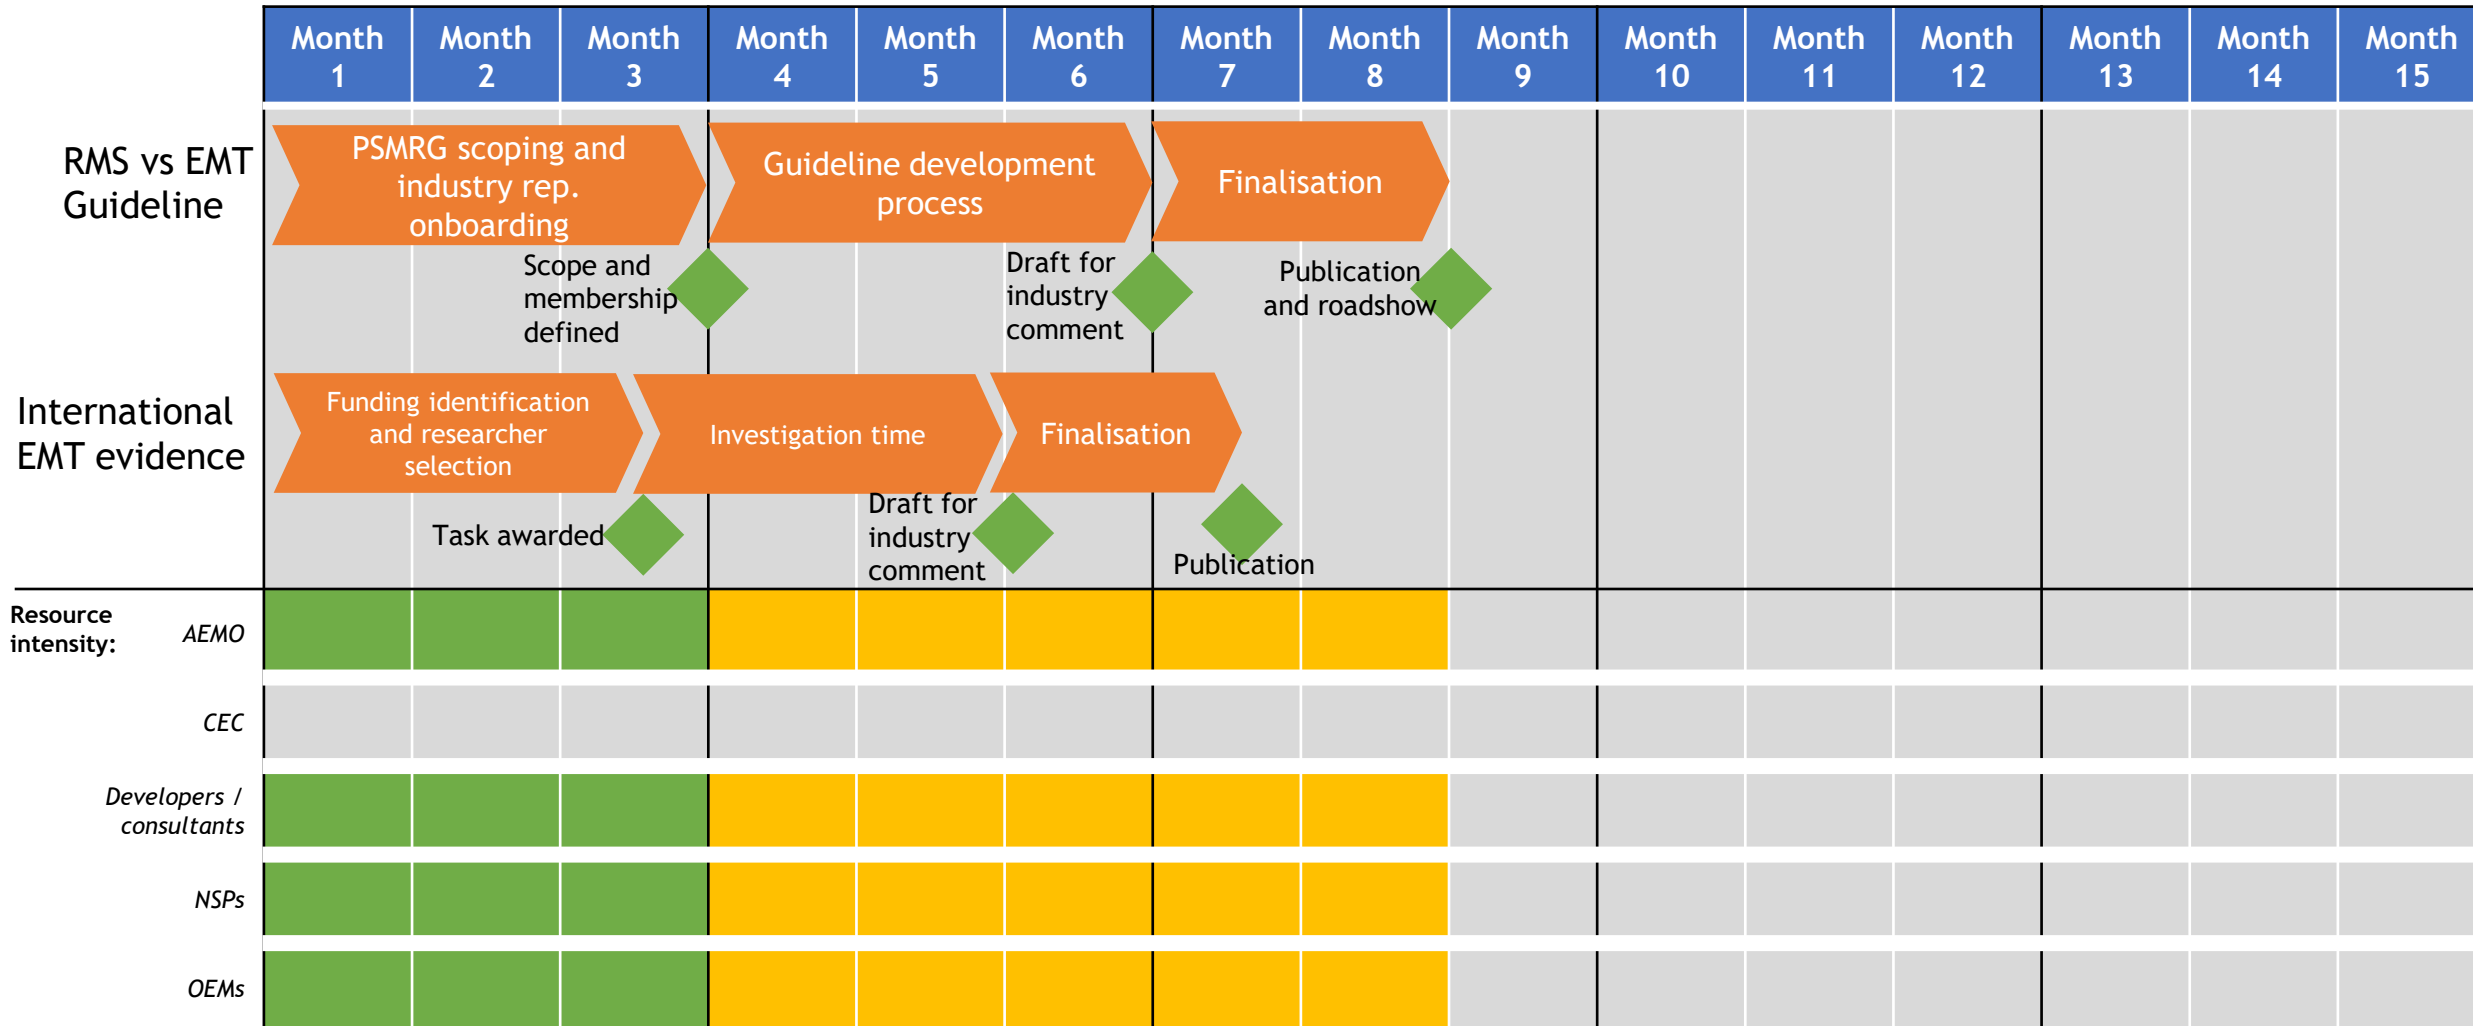 Month 1
Month 2
Month 3
Month 4
Month 5
Month 6
Month 7
Month 8
Month 9
Month 10
Month 11
Month 12
Month 13
Month 14
Month 15
RMS vs EMT
Guideline
PSMRG scoping and
industry rep.
onboarding
Guideline development
process
Finalisation
Scope and
membership
defined
Draft for
industry
comment
Publication
and roadshow
International
EMT evidence
Funding identification
and researcher
selection
Investigation time
Finalisation
Task awarded
Draft for
industry
comment
Publication
Resource
intensity:
AEMO
CEC
Developers /
consultants
NSPs
OEMs